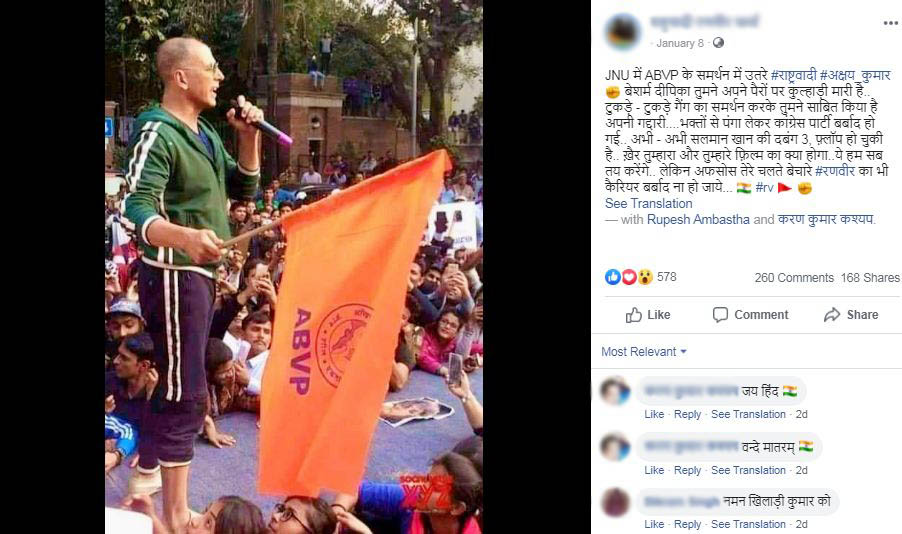 ABVP
XYZ
January 8
JNU में ABVP के समर्थन में उतरे #राष्ट्रवादी #अक्षय_कुमार
✊ बेशर्म दीपिका तुमने अपने पैरों पर कुल्हाड़ी मारी है..
टुकड़े - टुकड़े गैंग का समर्थन करके तुमने साबित किया है
अपनी गद्दारी....भक्तों से पंगा लेकर कांग्रेस पार्टी बर्बाद हो
गई.. अभी - अभी सलमान खान की दबंग 3, फ़्लॉप हो चुकी
है.. ख़ैर तुम्हारा और तुम्हारे फ़िल्म का क्या होगा..ये हम सब
तय करेंगे.. लेकिन अफसोस तेरे चलते बेचारे #रणवीर का भी
कैरियर बर्बाद ना हो जाये... 🇮🇳 #rv 🚩 ✊
See Translation
— with Rupesh Ambastha and करण कुमार कश्यप.
578
260 Comments 168 Shares
Like Comment Share
Most Relevant
जय हिंद 🇮🇳
Like · Reply · See Translation · 2d
वन्दे मातरम् 🇮🇳
Like · Reply · See Translation · 2d
नमन खिलाड़ी कुमार को
Like · Reply · See Translation · 2d